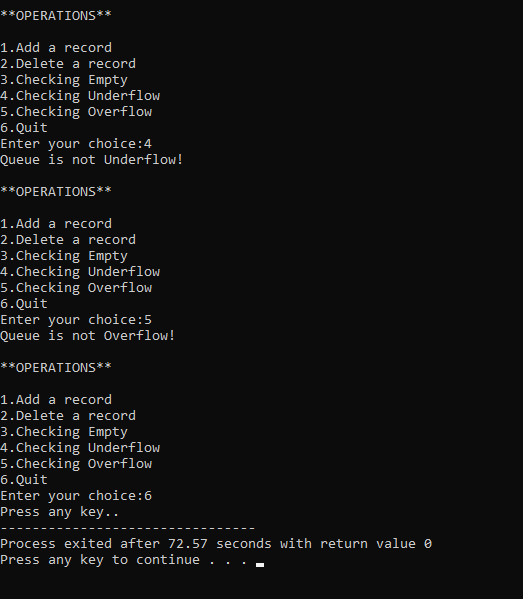 **OPERATIONS**
1.Add a record
2.Delete a record
3.Checking Empty
4.Checking Underflow
5.Checking Overflow
6.Quit
Enter your choice:4
Queue is not Underflow!
**OPERATIONS**
1.Add a record
2.Delete a record
3.Checking Empty
4.Checking Underflow
5.Checking Overflow
6.Quit
Enter your choice:5
Queue is not Overflow!
**OPERATIONS**
1.Add a record
2.Delete a record
3.Checking Empty
4.Checking Underflow
5.Checking Overflow
6.Quit
Enter your choice:6
Press any key..
--------------------------------
Process exited after 72.57 seconds with return value 0
Press any key to continue . . .